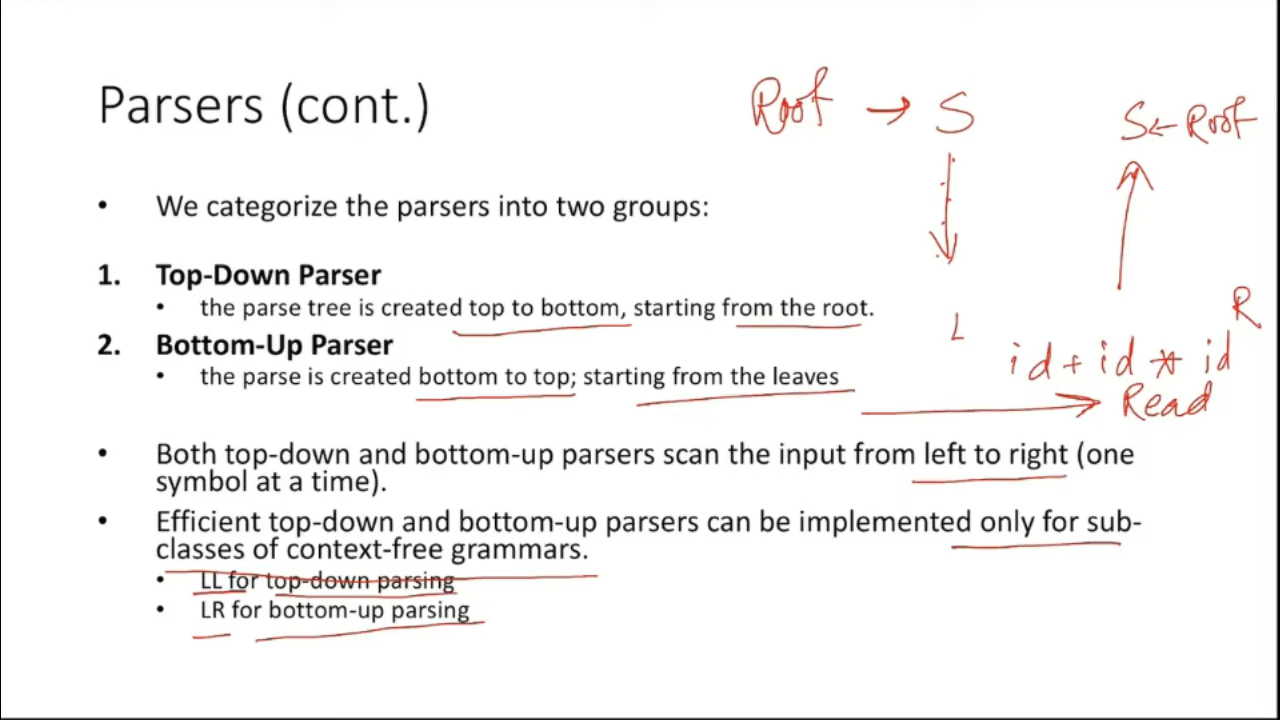 Parsers (cont.)
Root → S
S ← Root
• We categorize the parsers into two groups:
1. Top-Down Parser
• the parse tree is created top to bottom, starting from the root.
2. Bottom-Up Parser
• the parse is created bottom to top; starting from the leaves
L
R
id + id * id
Read
• Both top-down and bottom-up parsers scan the input from left to right (one
symbol at a time).
• Efficient top-down and bottom-up parsers can be implemented only for sub-
classes of context-free grammars.
• LL for top-down parsing
• LR for bottom-up parsing